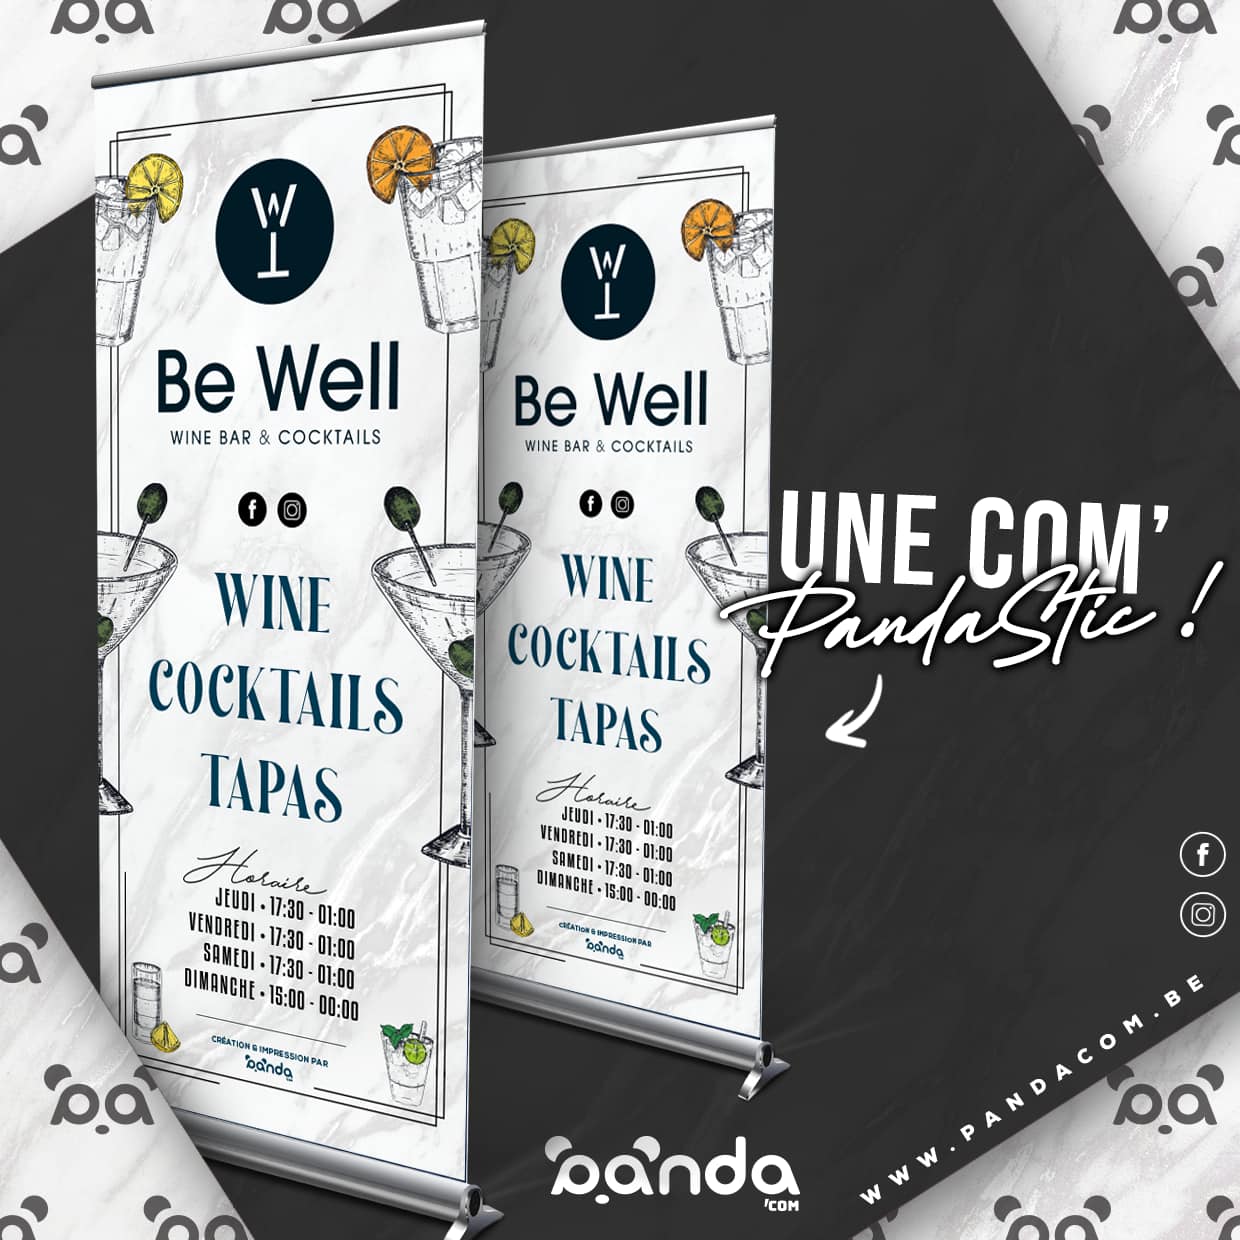 Be Well
WINE BAR & COCKTAILS
WINE
COCKTAILS
TAPAS
Horaire
JEUDI • 17:30 - 01:00
VENDREDI • 17:30 - 01:00
SAMEDI • 17:30 - 01:00
DIMANCHE • 15:00 - 00:00
CRÉATION & IMPRESSION PAR
panda
'COM
Be Well
WINE BAR & COCKTAILS
WINE
COCKTAILS
TAPAS
Horaire
JEUDI • 17:30 - 01:00
VENDREDI • 17:30 - 01:00
SAMEDI • 17:30 - 01:00
DIMANCHE • 15:00 - 00:00
CRÉATION & IMPRESSION PAR
panda
UNE COM'
PandaStic !
WWW.PANDACOM.BE
panda
'COM